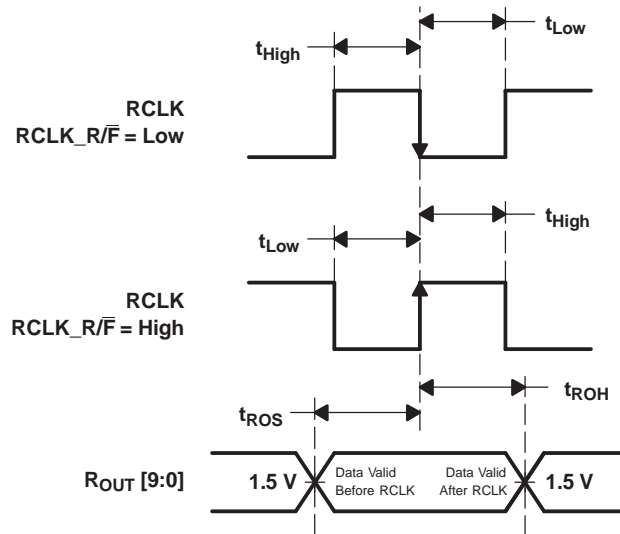 tLow
tHigh
RCLK
RCLK_R/F̅ = Low
tHigh
tLow
RCLK
RCLK_R/F̅ = High
tROH
tROS
ROUT [9:0]
1.5 V
Data Valid
Before RCLK
Data Valid
After RCLK
1.5 V